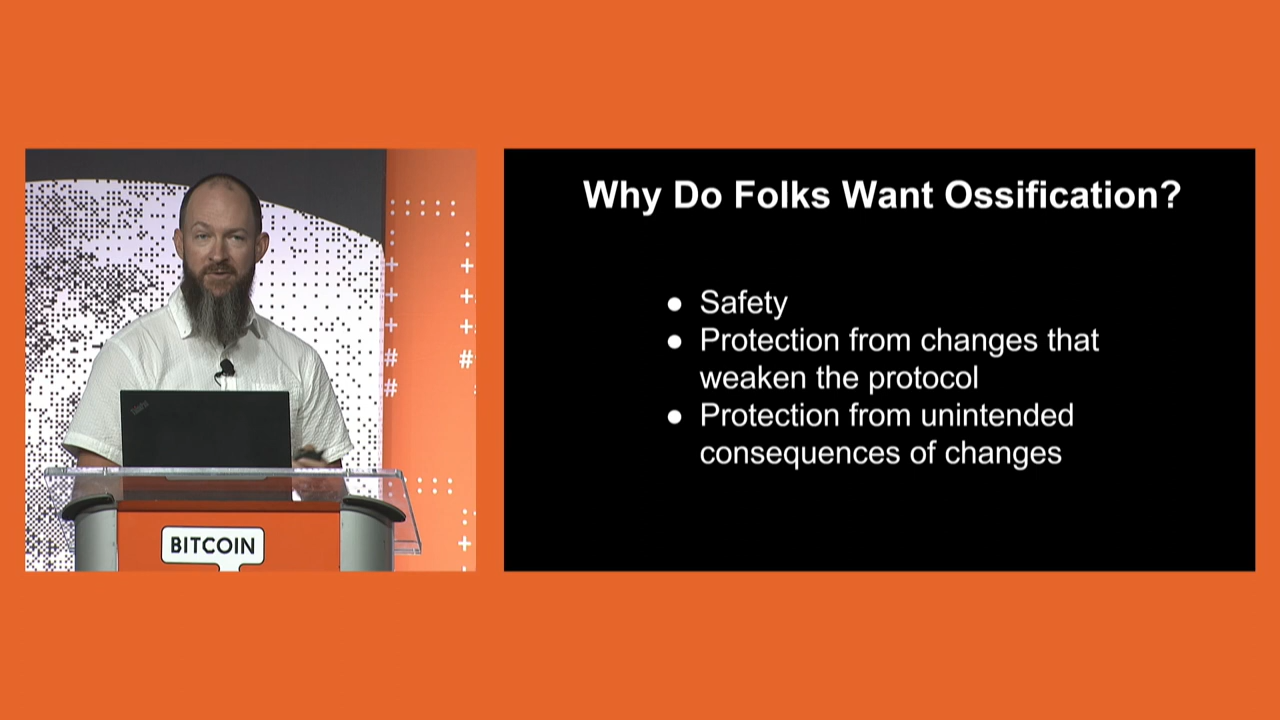 Why Do Folks Want Ossification?
● Safety
● Protection from changes that
weaken the protocol
● Protection from unintended
consequences of changes
BITCOIN